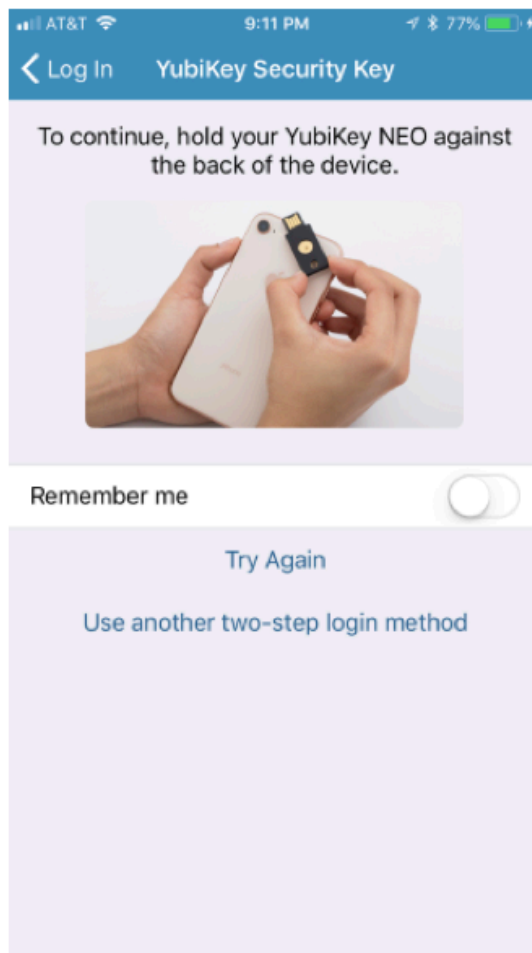 AT&T 9:11 PM 77%
Log In YubiKey Security Key
To continue, hold your YubiKey NEO against
the back of the device.
Remember me
Try Again
Use another two-step login method